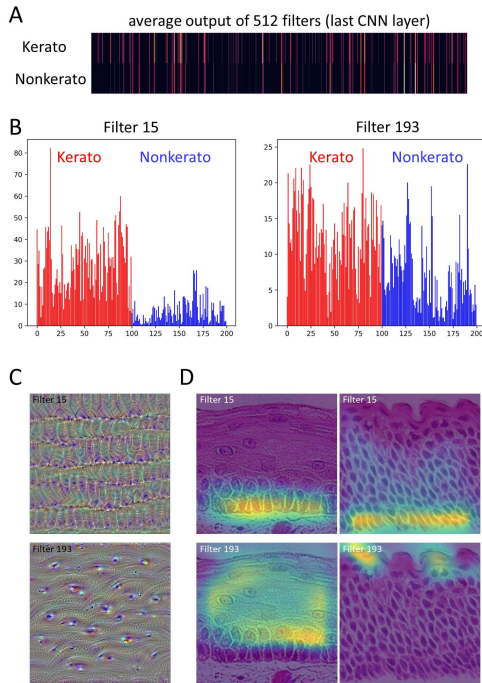 A
average output of 512 filters (last CNN layer)
Kerato
Nonkerato
B
Filter 15
Filter 193
Kerato
Nonkerato
Kerato
Nonkerato
80
70
60
50
40
30
20
10
0
0 25 50 75 100 125 150 175 200
25
20
15
10
5
0
0 25 50 75 100 125 150 175 200
C
D
Filter 15
Filter 15
Filter 15
Filter 193
Filter 193
Filter 193